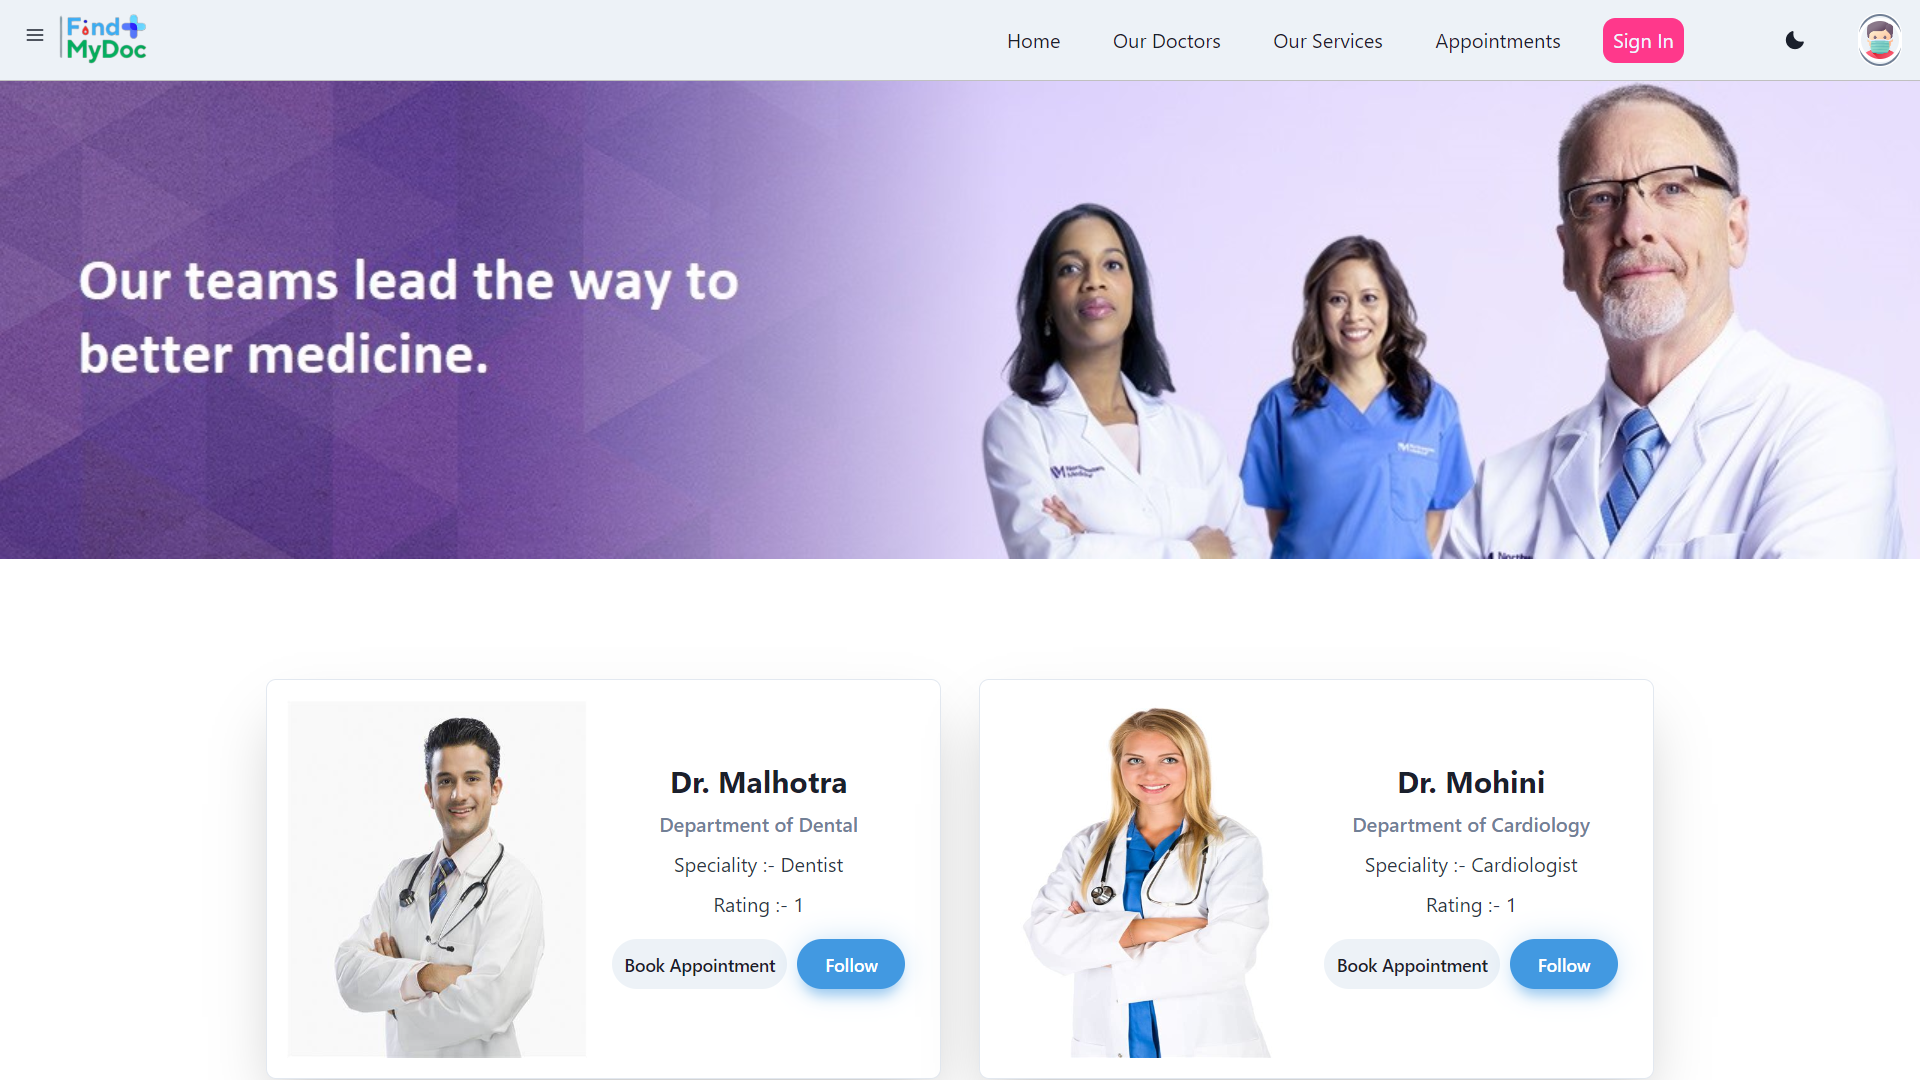 Find
MyDoc
Home
Our Doctors
Our Services
Appointments
Sign In
Our teams lead the way to
better medicine.
Dr. Malhotra
Department of Dental
Speciality :- Dentist
Rating :- 1
Book Appointment
Follow
Dr. Mohini
Department of Cardiology
Speciality :- Cardiologist
Rating :- 1
Book Appointment
Follow